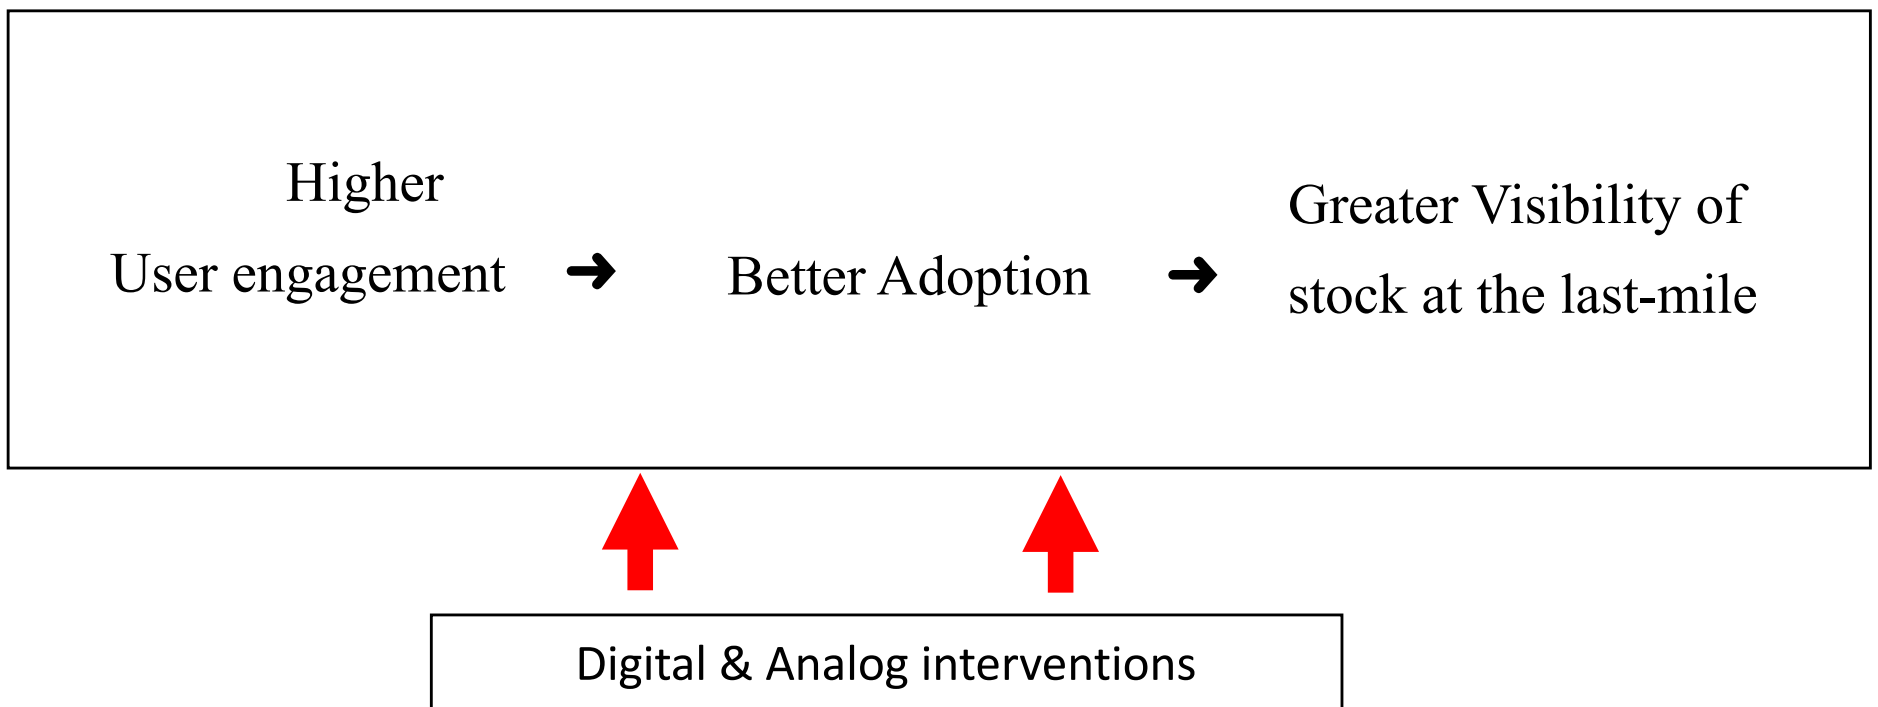 Higher
User engagement ➜ Better Adoption ➜
Greater Visibility of
stock at the last-mile
Digital & Analog interventions